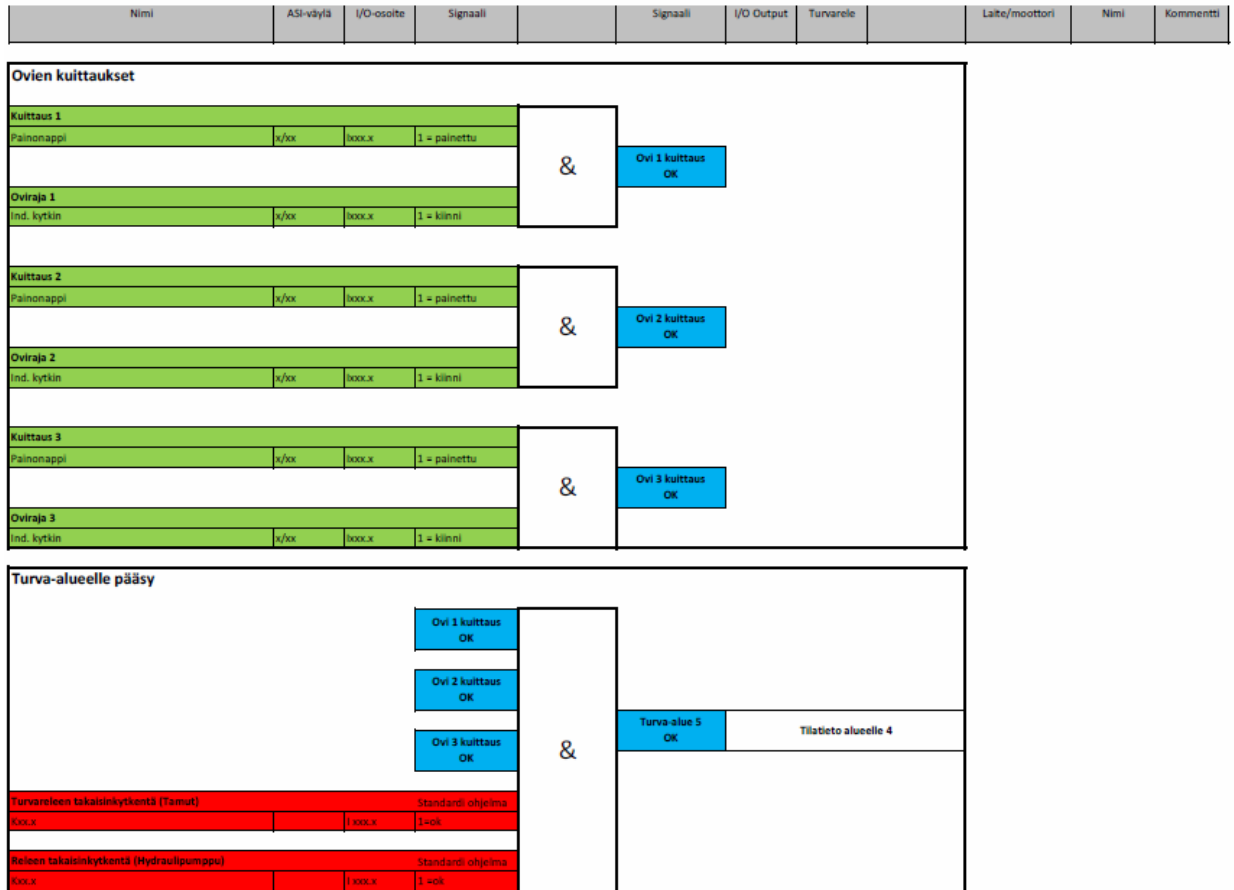 Nimi ASI-väylä I/O-osoite Signaali Signaali I/O Output Turvarele Laite/moottori Nimi Kommentti
Ovien kuittaukset
Kuittaus 1
Painonappi x/xx Ixxx.x 1 = painettu
&
Ovi 1 kuittaus
OK
Oviraja 1
Ind. kytkin x/xx Ixxx.x 1 = kiinni
Kuittaus 2
Painonappi x/xx Ixxx.x 1 = painettu
&
Ovi 2 kuittaus
OK
Oviraja 2
Ind. kytkin x/xx Ixxx.x 1 = kiinni
Kuittaus 3
Painonappi x/xx Ixxx.x 1 = painettu
&
Ovi 3 kuittaus
OK
Oviraja 3
Ind. kytkin x/xx Ixxx.x 1 = kiinni
Turva-alueelle pääsy
Ovi 1 kuittaus
OK
Ovi 2 kuittaus
OK
Ovi 3 kuittaus
OK
&
Turva-alue 5
OK
Tilatieto alueelle 4
Turvareleen takaisinkytkentä (Tamut) Standardi ohjelma
Kxx.x I xxx.x 1=ok
Releen takaisinkytkentä (Hydraulipumppu) Standardi ohjelma
Kxx.x I xxx.x 1 =ok